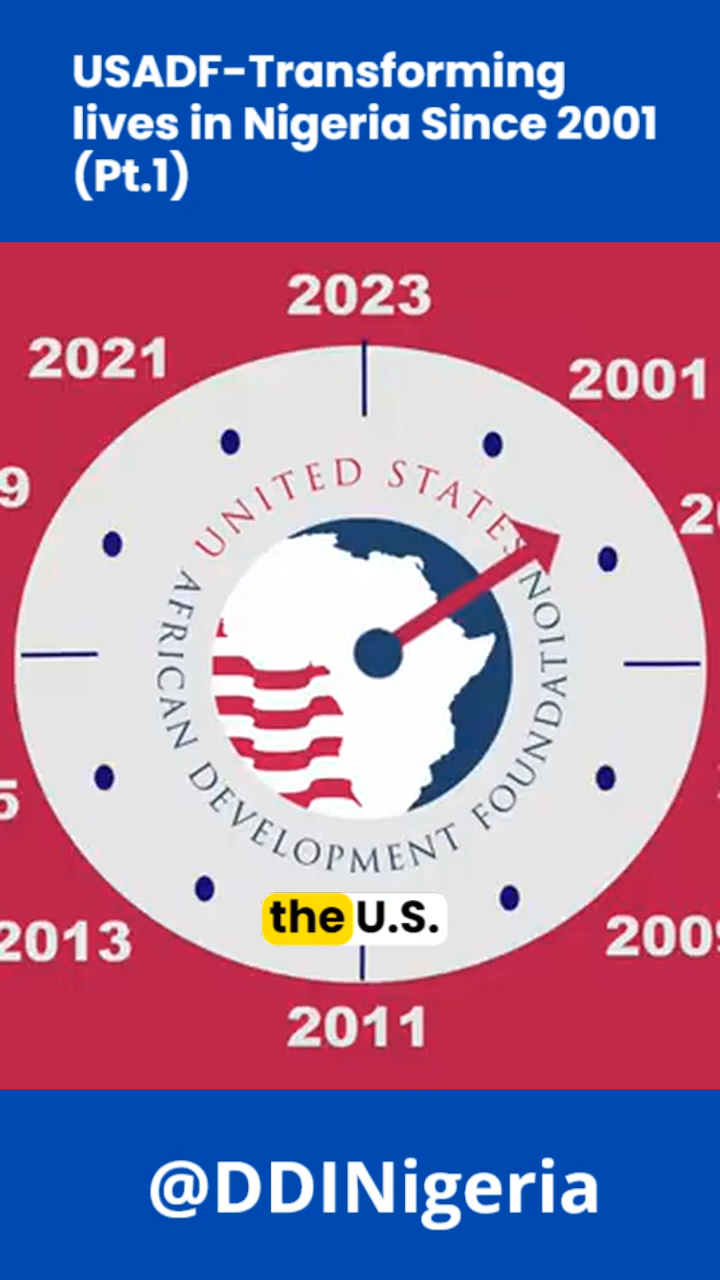 USADF-Transforming
lives in Nigeria Since 2001
(Pt.1)
2023
2021
2001
UNITED STATES
AFRICAN DEVELOPMENT FOUNDATION
the U.S.
2013
2011
@DDINigeria